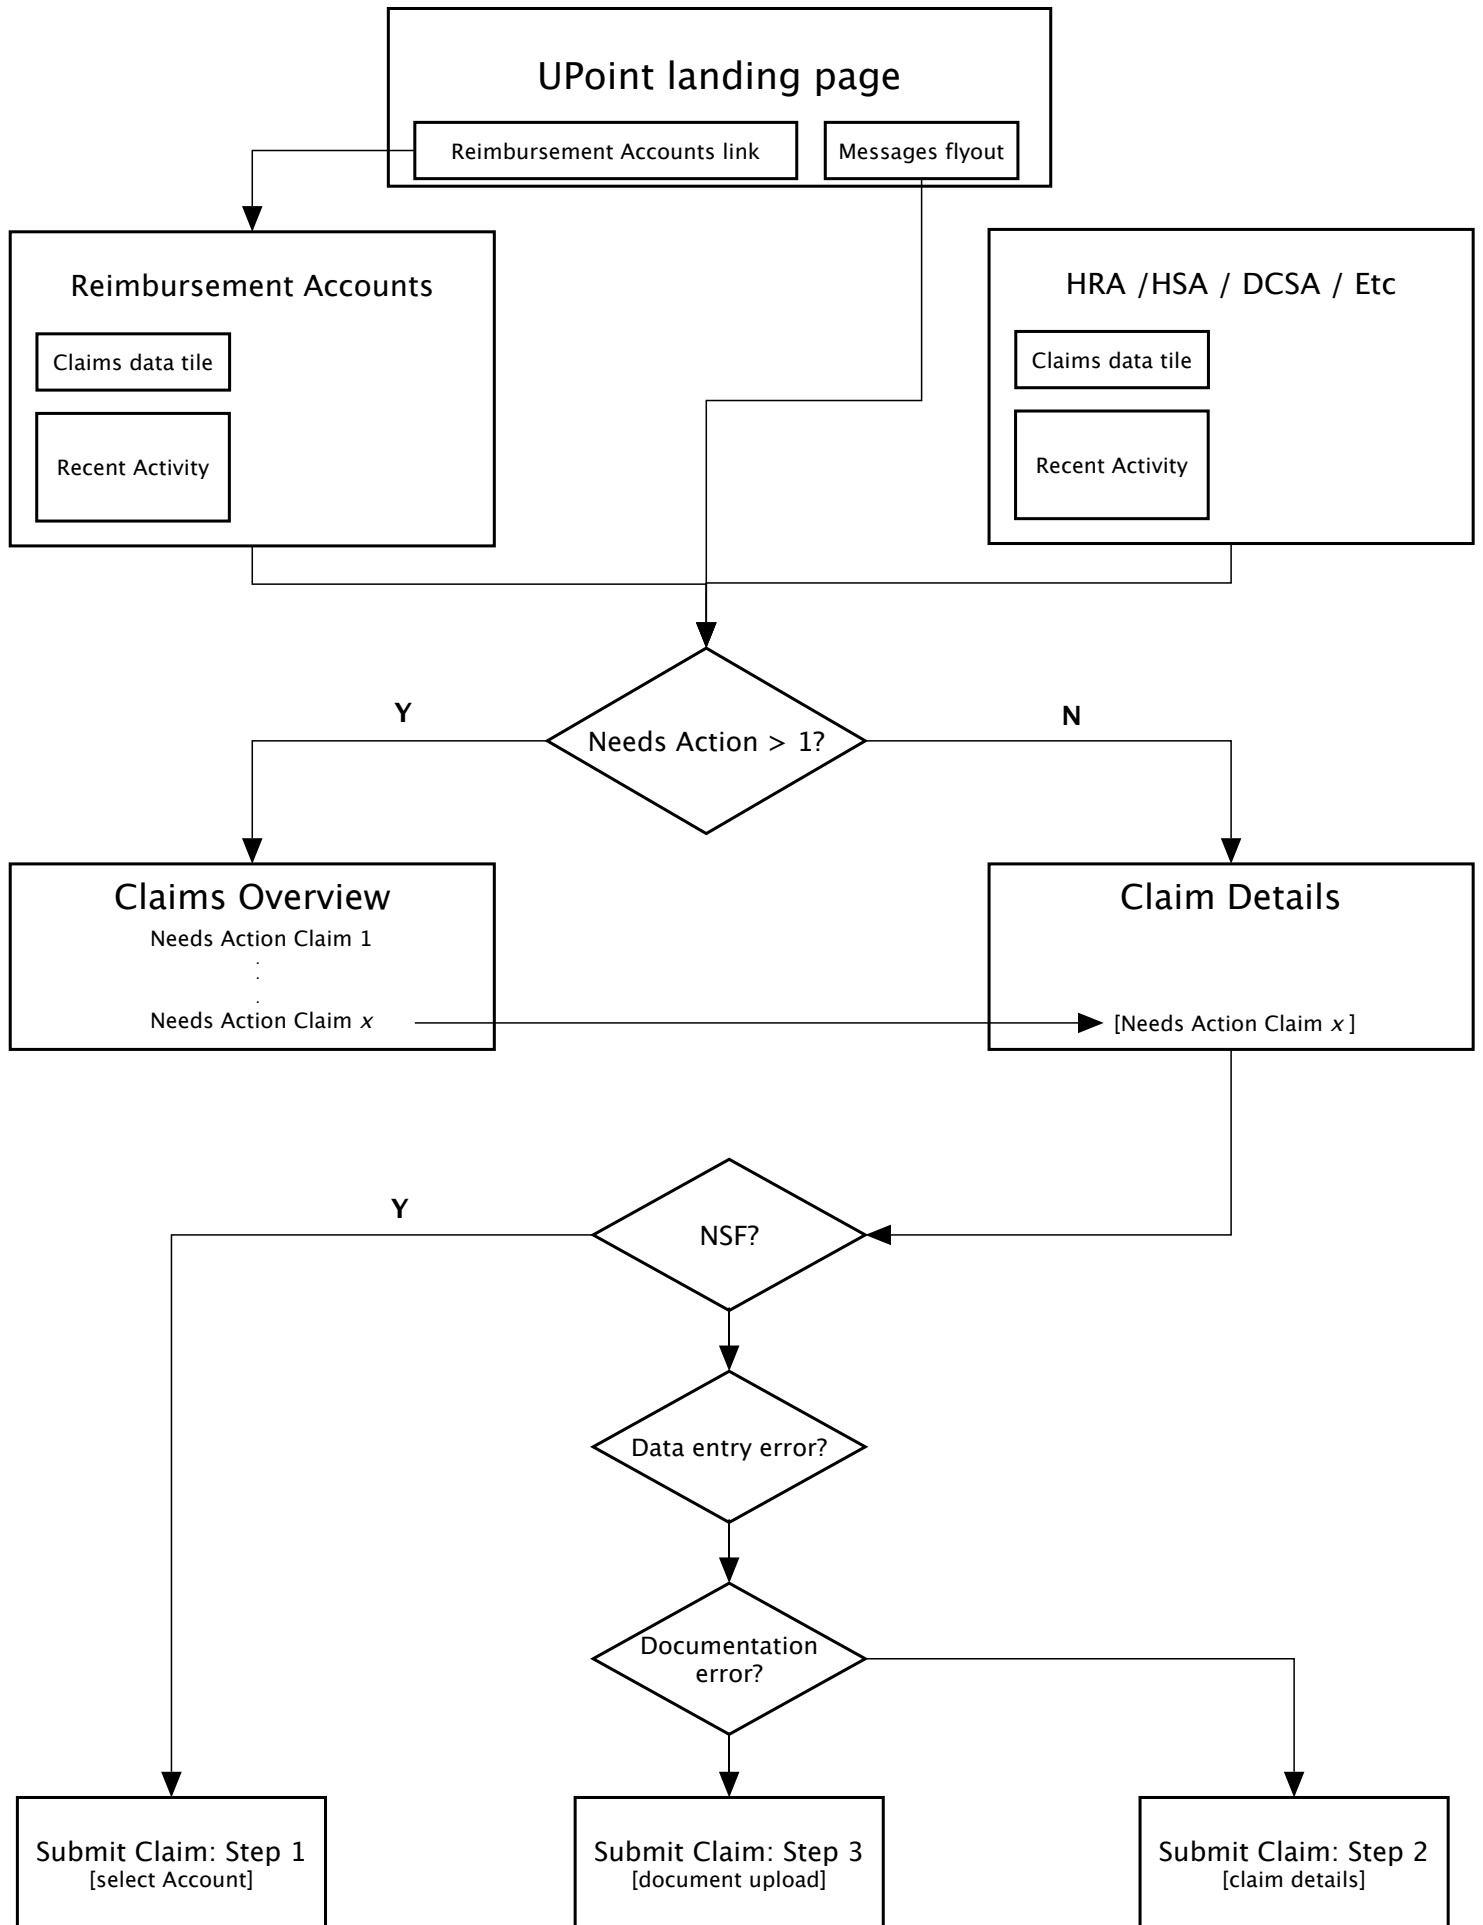 UPoint landing page
Reimbursement Accounts link
Messages flyout
Reimbursement Accounts
Claims data tile
Recent Activity
HRA /HSA / DCSA / Etc
Claims data tile
Recent Activity
Needs Action > 1?
Y
N
Claims Overview
Needs Action Claim 1
.
.
.
Needs Action Claim x
Claim Details
[Needs Action Claim x ]
NSF?
Y
Data entry error?
Documentation
error?
Submit Claim: Step 1
[select Account]
Submit Claim: Step 3
[document upload]
Submit Claim: Step 2
[claim details]